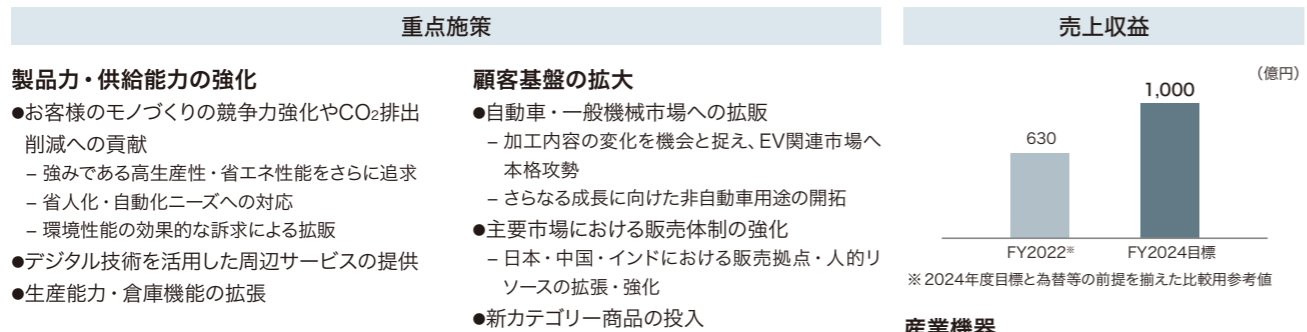 重点施策
製品力・供給能力の強化
●お客様のモノづくりの競争力強化やCO₂排出
削減への貢献
– 強みである高生産性・省エネ性能をさらに追求
– 省人化・自動化ニーズへの対応
– 環境性能の効果的な訴求による拡販
●デジタル技術を活用した周辺サービスの提供
●生産能力・倉庫機能の拡張
顧客基盤の拡大
●自動車・一般機械市場への拡販
– 加工内容の変化を機会と捉え、EV関連市場へ
本格攻勢
– さらなる成長に向けた非自動車用途の開拓
●主要市場における販売体制の強化
– 日本・中国・インドにおける販売拠点・人的リ
ソースの拡張・強化
●新カテゴリー商品の投入
売上収益
（億円）
1,000
630
FY2022※
FY2024目標
※2024年度目標と為替等の前提を揃えた比較用参考値
産業機器